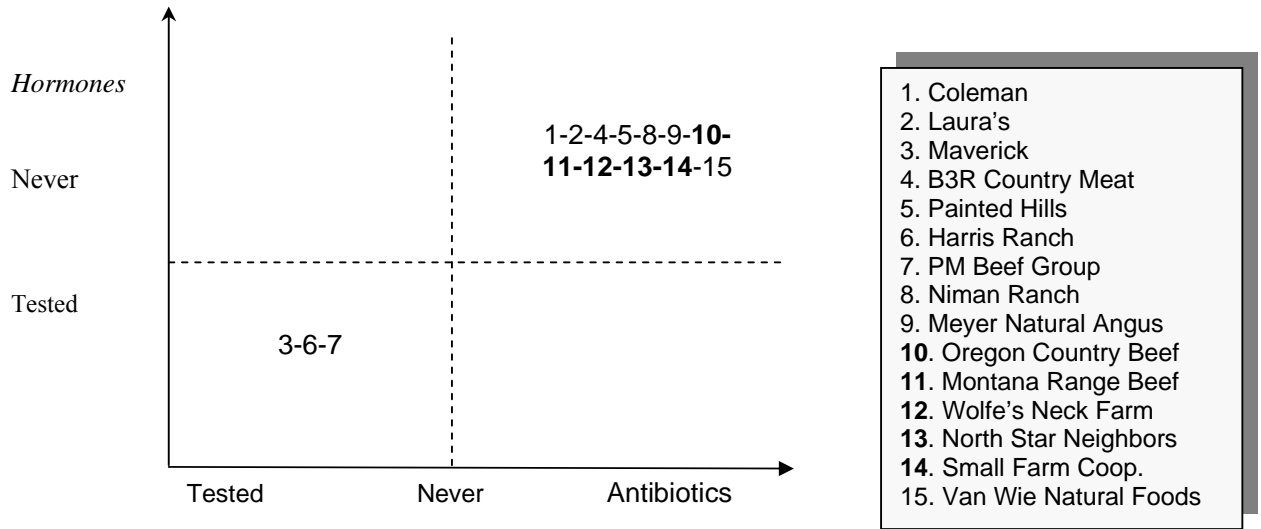 Hormones
1-2-4-5-8-9-10-
11-12-13-14-15
Never
Tested
3-6-7
Tested Never Antibiotics
1. Coleman
2. Laura’s
3. Maverick
4. B3R Country Meat
5. Painted Hills
6. Harris Ranch
7. PM Beef Group
8. Niman Ranch
9. Meyer Natural Angus
10. Oregon Country Beef
11. Montana Range Beef
12. Wolfe’s Neck Farm
13. North Star Neighbors
14. Small Farm Coop.
15. Van Wie Natural Foods